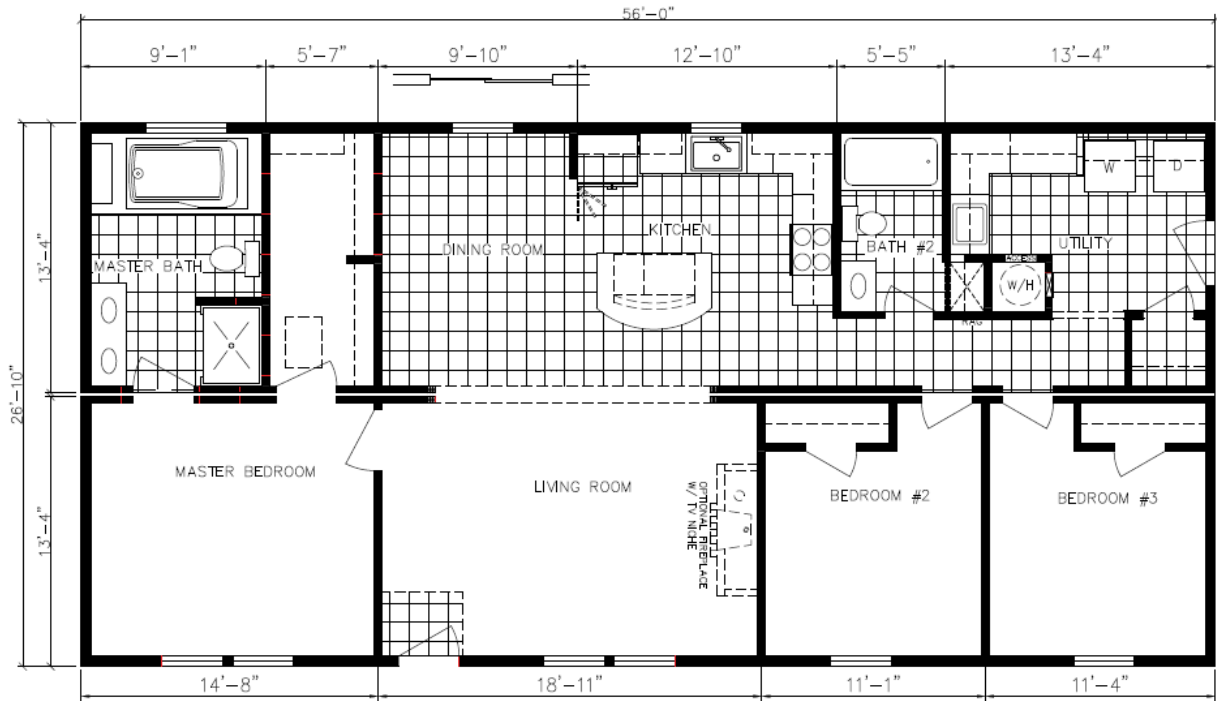 56'-0"
9'-1"
5'-7"
9'-10"
12'-10"
5'-5"
13'-4"
26'-10"
13'-4"
13'-4"
MASTER BATH
DINING ROOM
KITCHEN
BATH #2
UTILITY
W
D
W/H
ACCESS
RAG
MASTER BEDROOM
LIVING ROOM
OPTIONAL FIREPLACE
W/ TV NICHE
BEDROOM #2
BEDROOM #3
14'-8"
18'-11"
11'-1"
11'-4"